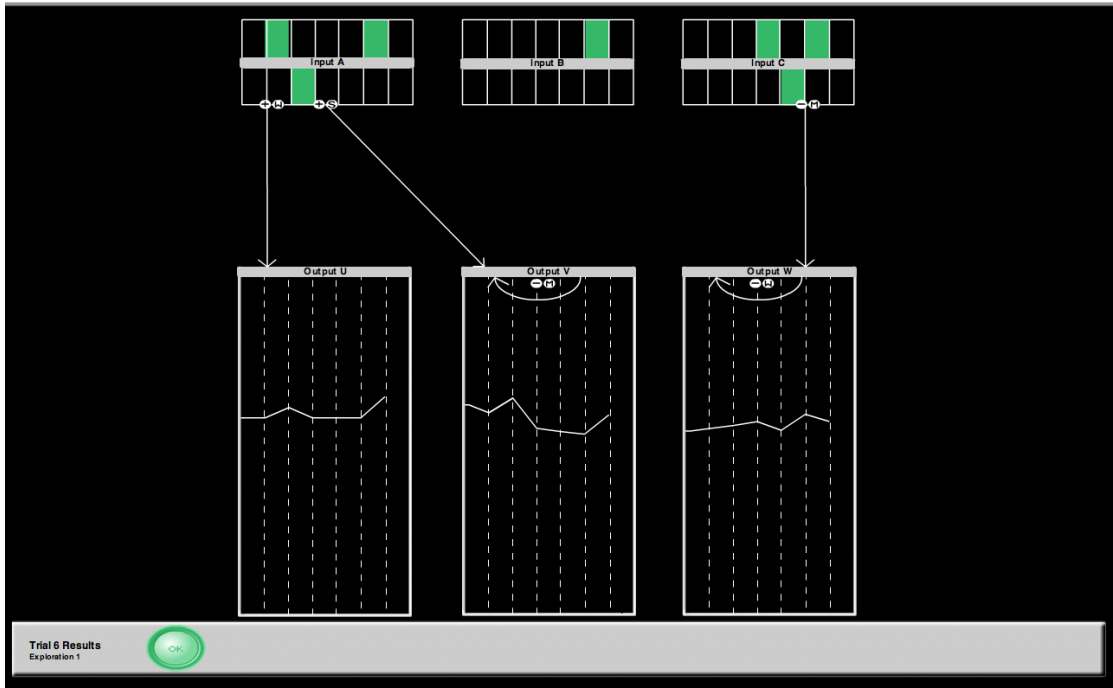 Input A
Input B
Input C
+ W
+ S
− M
Output U
Output V
Output W
− M
− W
Trial 6 Results
Exploration 1
OK